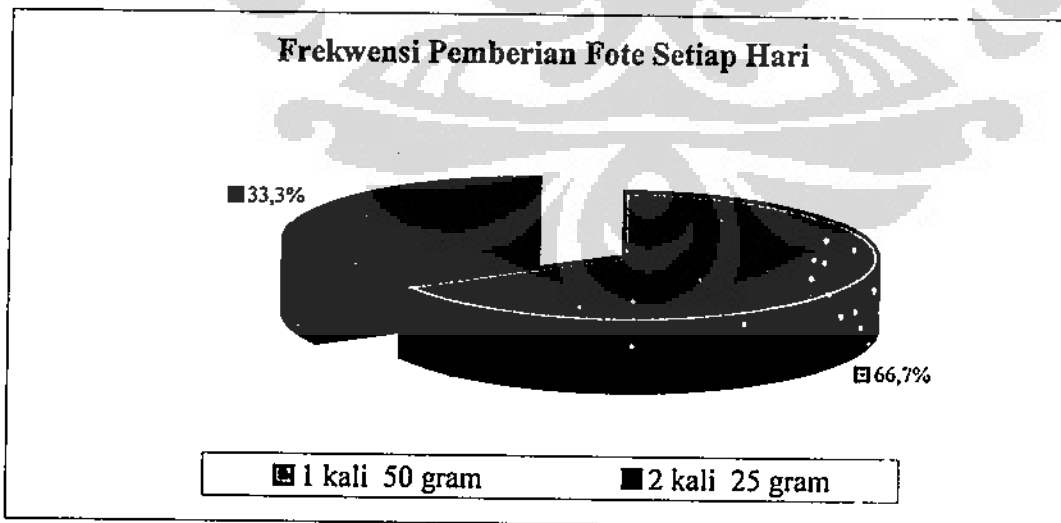 Frekwensi Pemberian Fote Setiap Hari
33,3%
66,7%
1 kali 50 gram
2 kali 25 gram